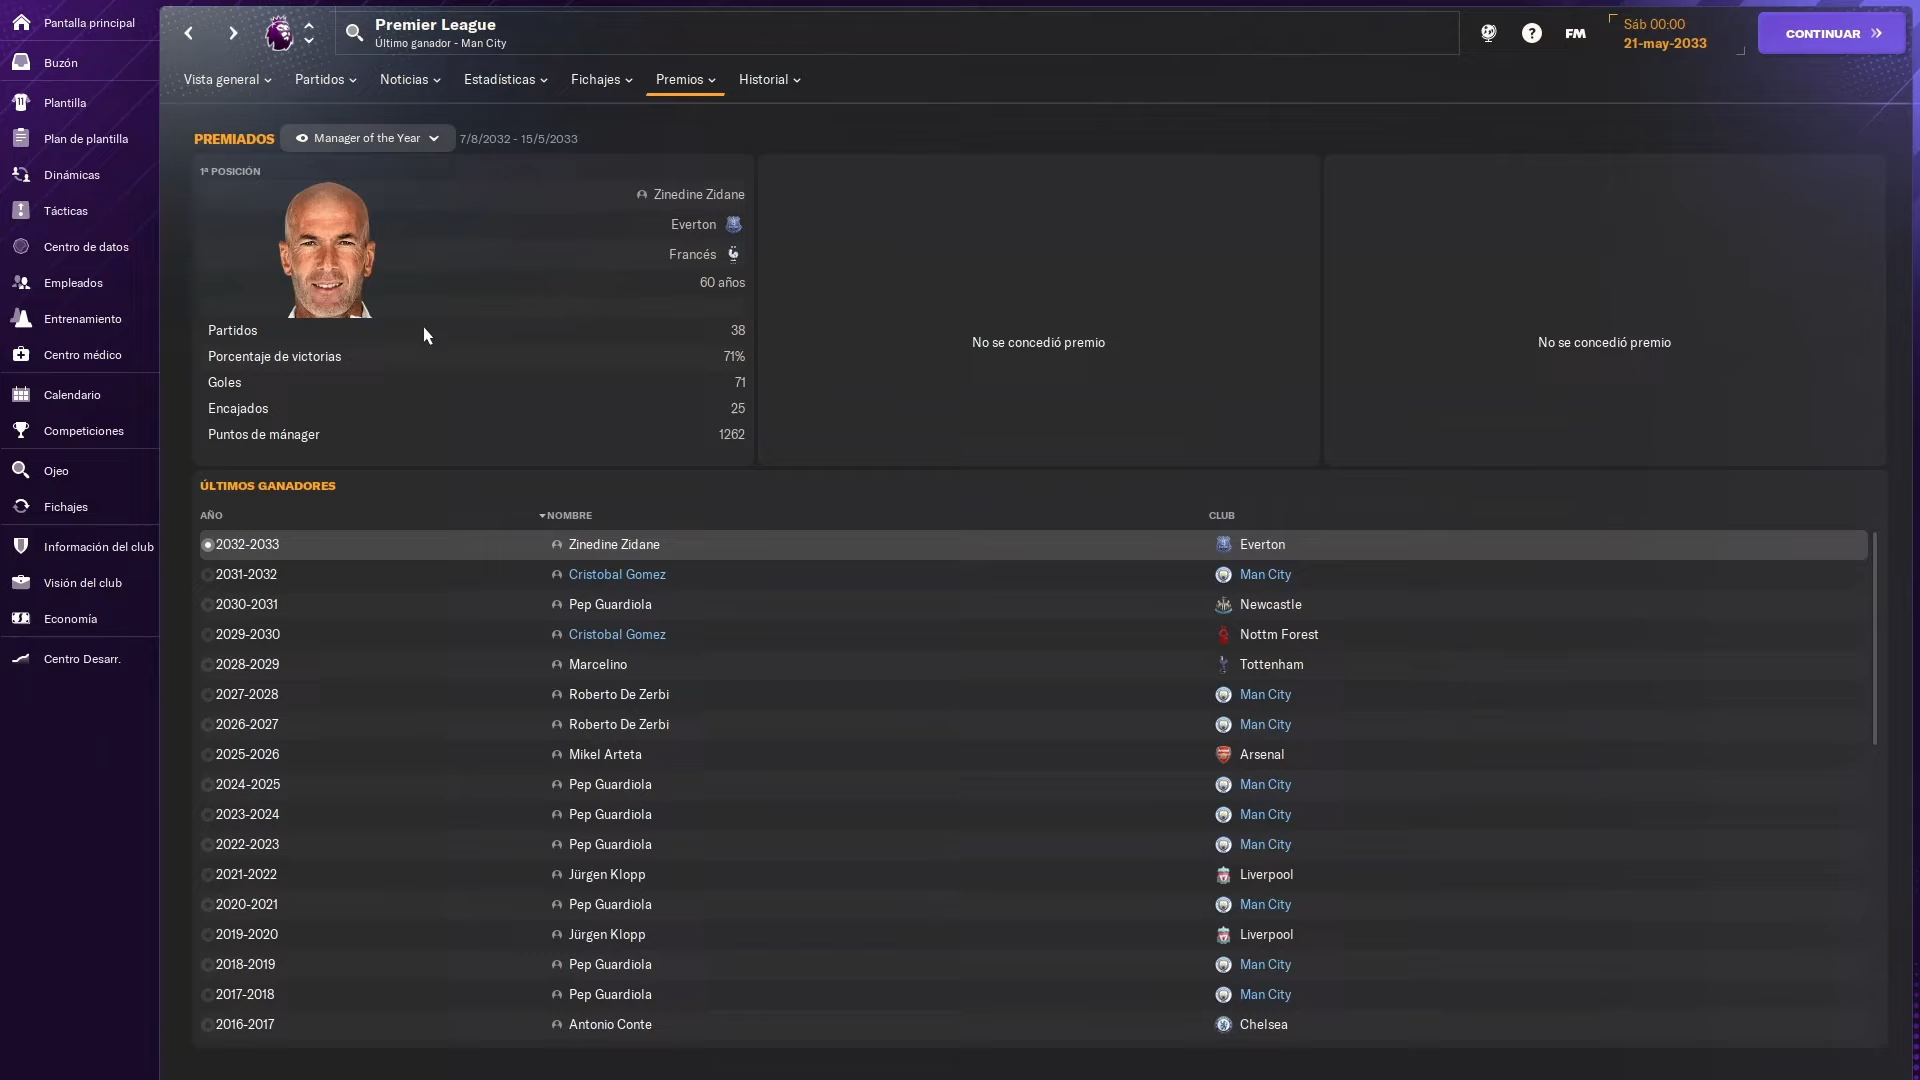 Pantalla principal
Buzón
Plantilla
Plan de plantilla
Dinámicas
Tácticas
Centro de datos
Empleados
Entrenamiento
Centro médico
Calendario
Competiciones
Ojeo
Fichajes
Información del club
Visión del club
Economía
Centro Desarr.
Premier League
Último ganador - Man City
FM
Sáb 00:00
21-may-2033
CONTINUAR
Vista general Partidos Noticias Estadísticas Fichajes Premios Historial
PREMIADOS Manager of the Year 7/8/2032 - 15/5/2033
1ª POSICIÓN
Zinedine Zidane
Everton
Francés
60 años
Partidos 38
Porcentaje de victorias 71%
Goles 71
Encajados 25
Puntos de mánager 1262
No se concedió premio
No se concedió premio
ÚLTIMOS GANADORES
AÑO NOMBRE CLUB
2032-2033 Zinedine Zidane Everton
2031-2032 Cristobal Gomez Man City
2030-2031 Pep Guardiola Newcastle
2029-2030 Cristobal Gomez Nottm Forest
2028-2029 Marcelino Tottenham
2027-2028 Roberto De Zerbi Man City
2026-2027 Roberto De Zerbi Man City
2025-2026 Mikel Arteta Arsenal
2024-2025 Pep Guardiola Man City
2023-2024 Pep Guardiola Man City
2022-2023 Pep Guardiola Man City
2021-2022 Jürgen Klopp Liverpool
2020-2021 Pep Guardiola Man City
2019-2020 Jürgen Klopp Liverpool
2018-2019 Pep Guardiola Man City
2017-2018 Pep Guardiola Man City
2016-2017 Antonio Conte Chelsea